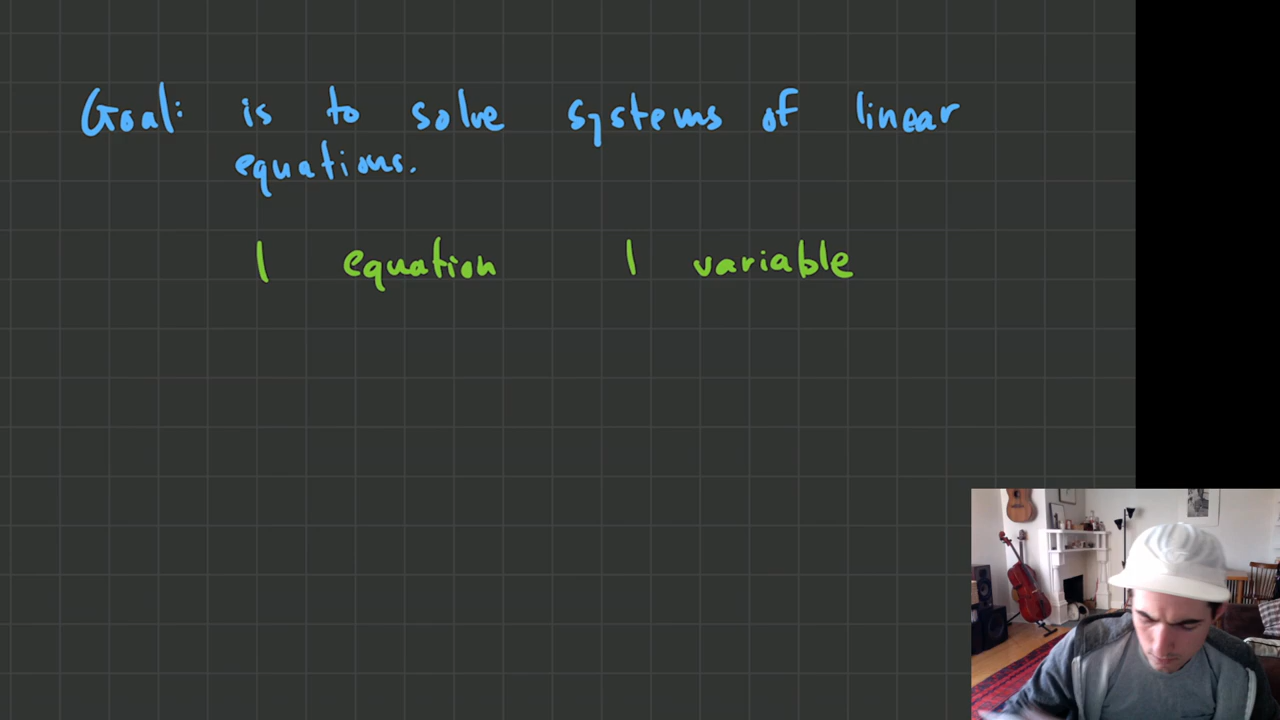 Goal: is to solve systems of linear
equations.
1 equation 1 variable